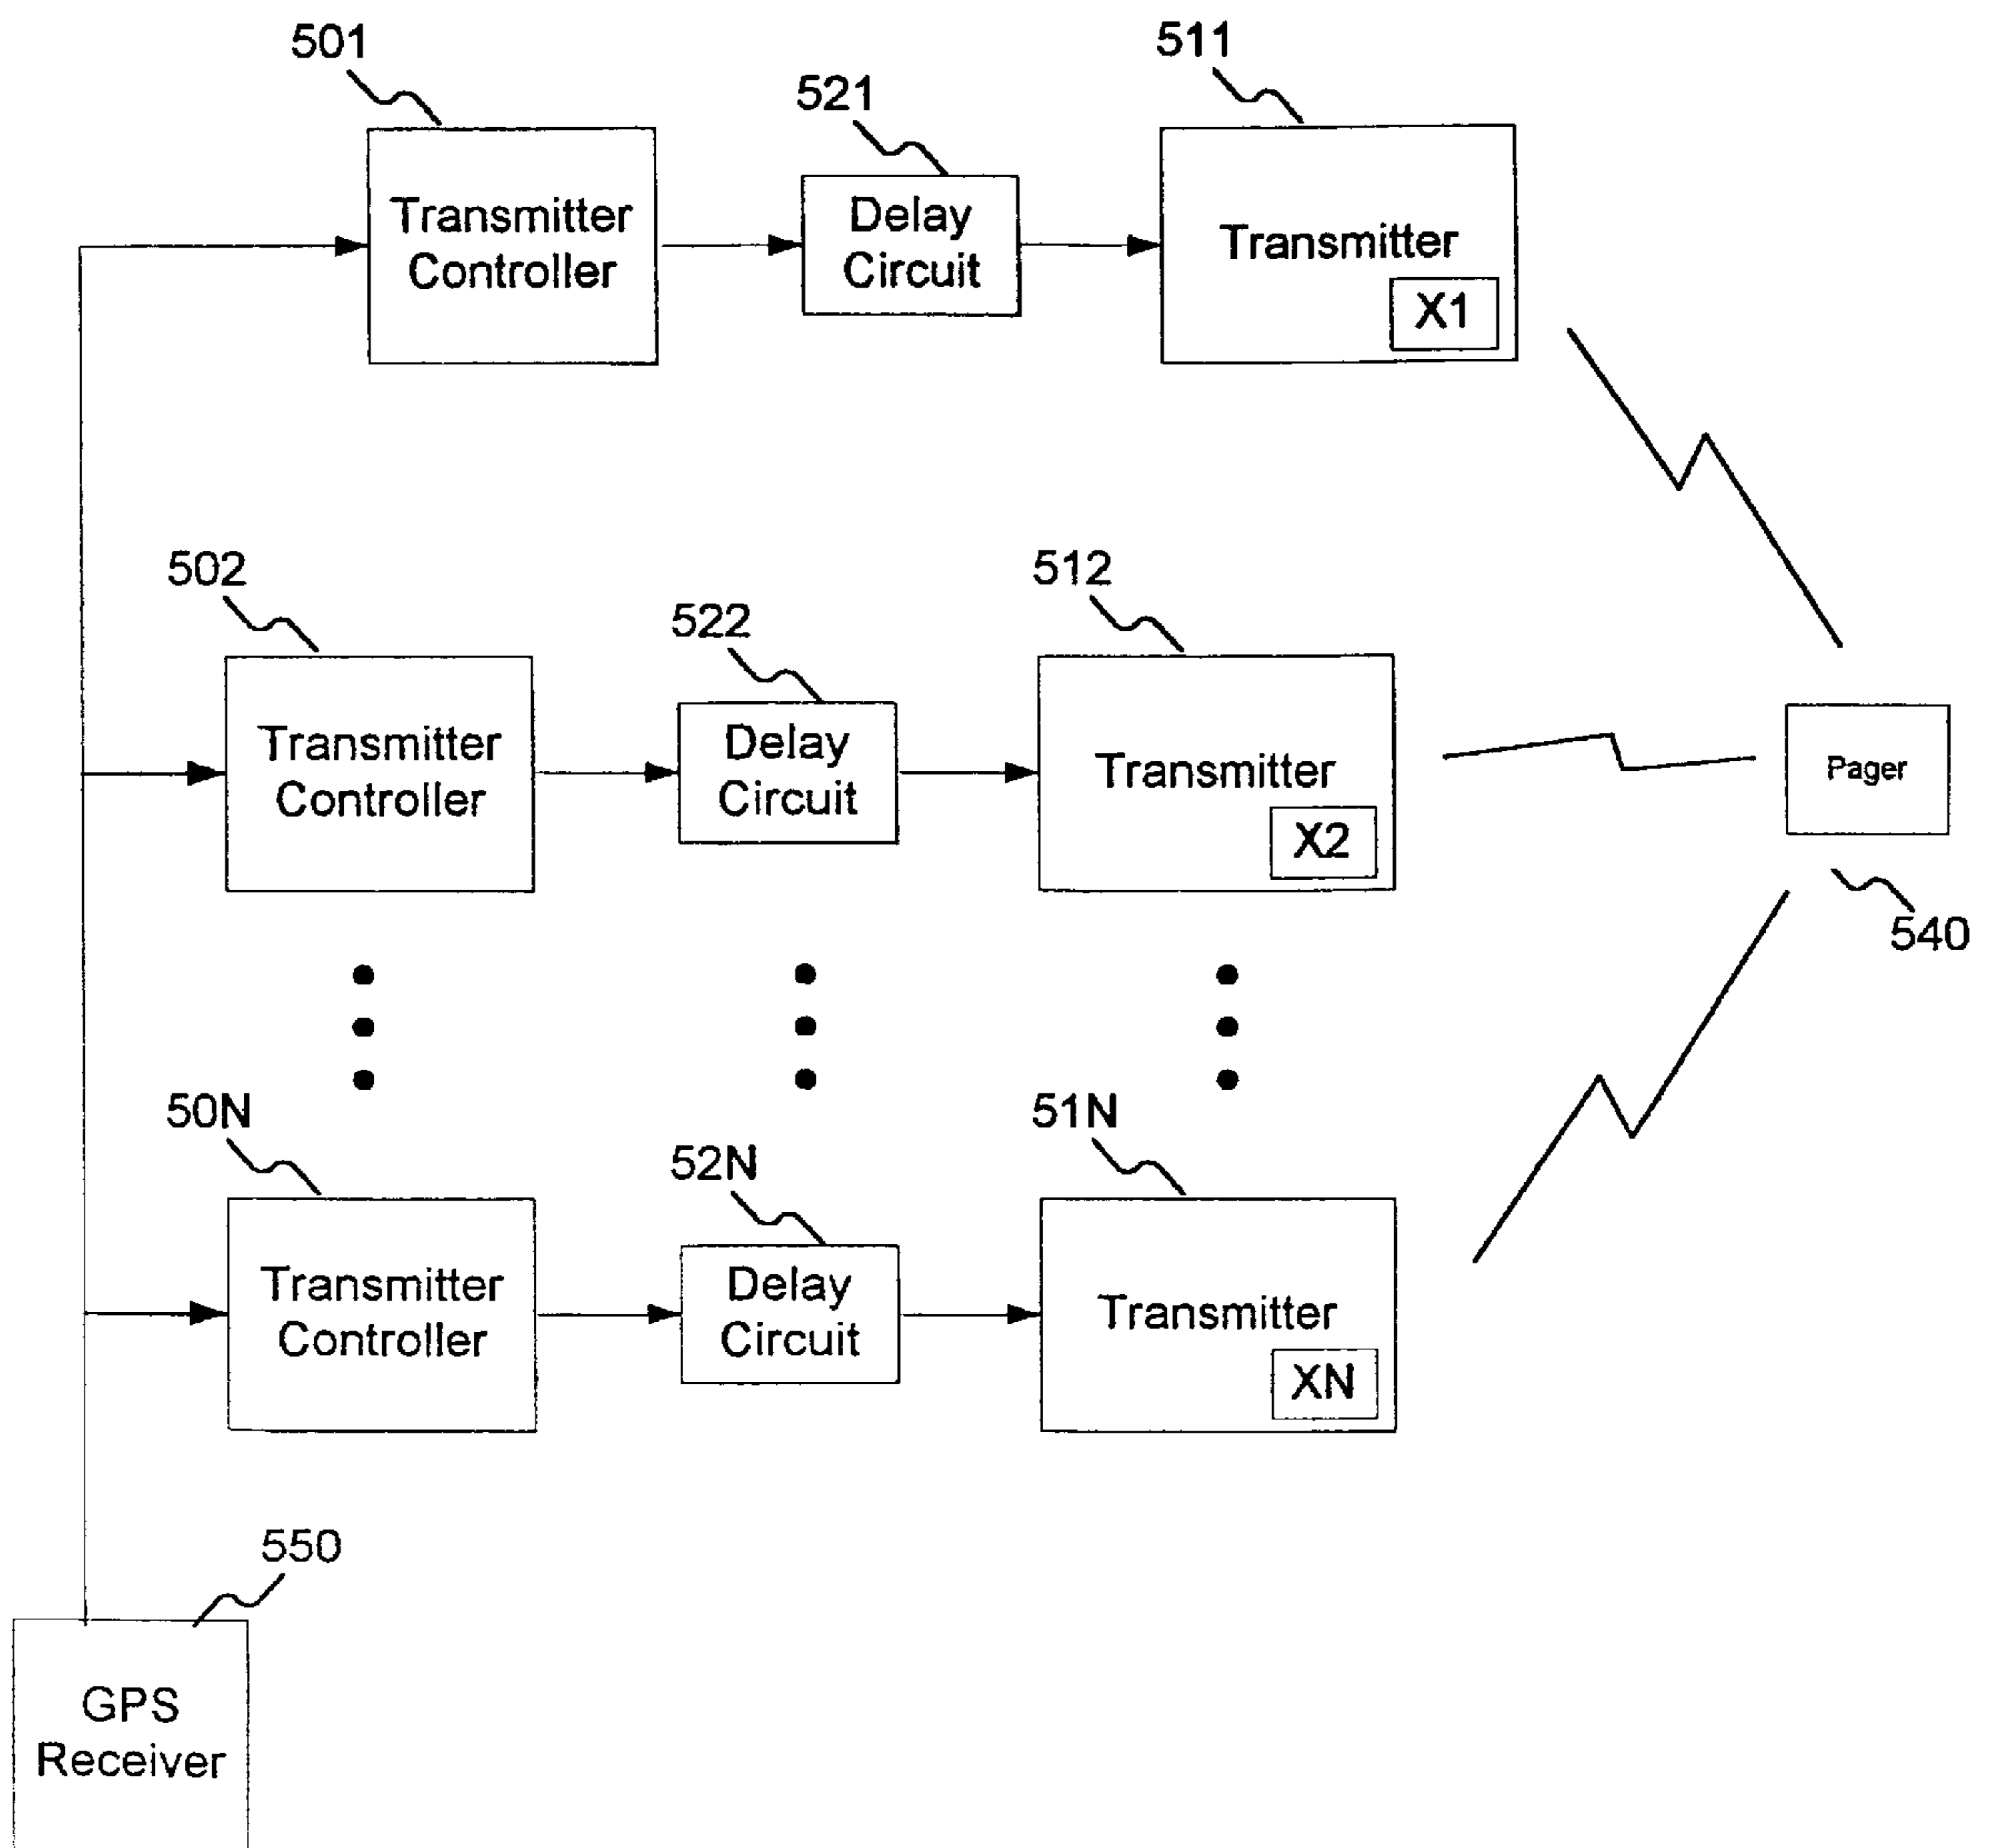 501
511
521
Transmitter
Controller
Delay
Circuit
Transmitter
X1
502
512
522
Transmitter
Controller
Delay
Circuit
Transmitter
X2
Pager
540
50N
51N
52N
Transmitter
Controller
Delay
Circuit
Transmitter
XN
550
GPS
Receiver